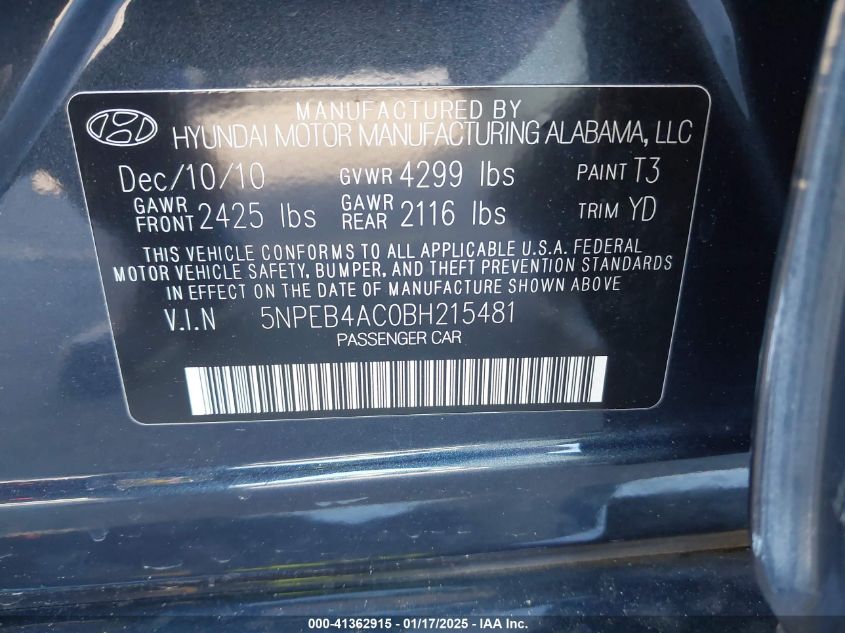 MANUFACTURED BY
HYUNDAI MOTOR MANUFACTURING ALABAMA, LLC
Dec/10/10 GVWR 4299 lbs PAINT T3
GAWR FRONT 2425 lbs GAWR REAR 2116 lbs TRIM YD
THIS VEHICLE CONFORMS TO ALL APPLICABLE U.S.A. FEDERAL
MOTOR VEHICLE SAFETY, BUMPER, AND THEFT PREVENTION STANDARDS
IN EFFECT ON THE DATE OF MANUFACTURE SHOWN ABOVE
V.I.N 5NPEB4AC0BH215481
PASSENGER CAR
000-41362915 - 01/17/2025 - IAA Inc.